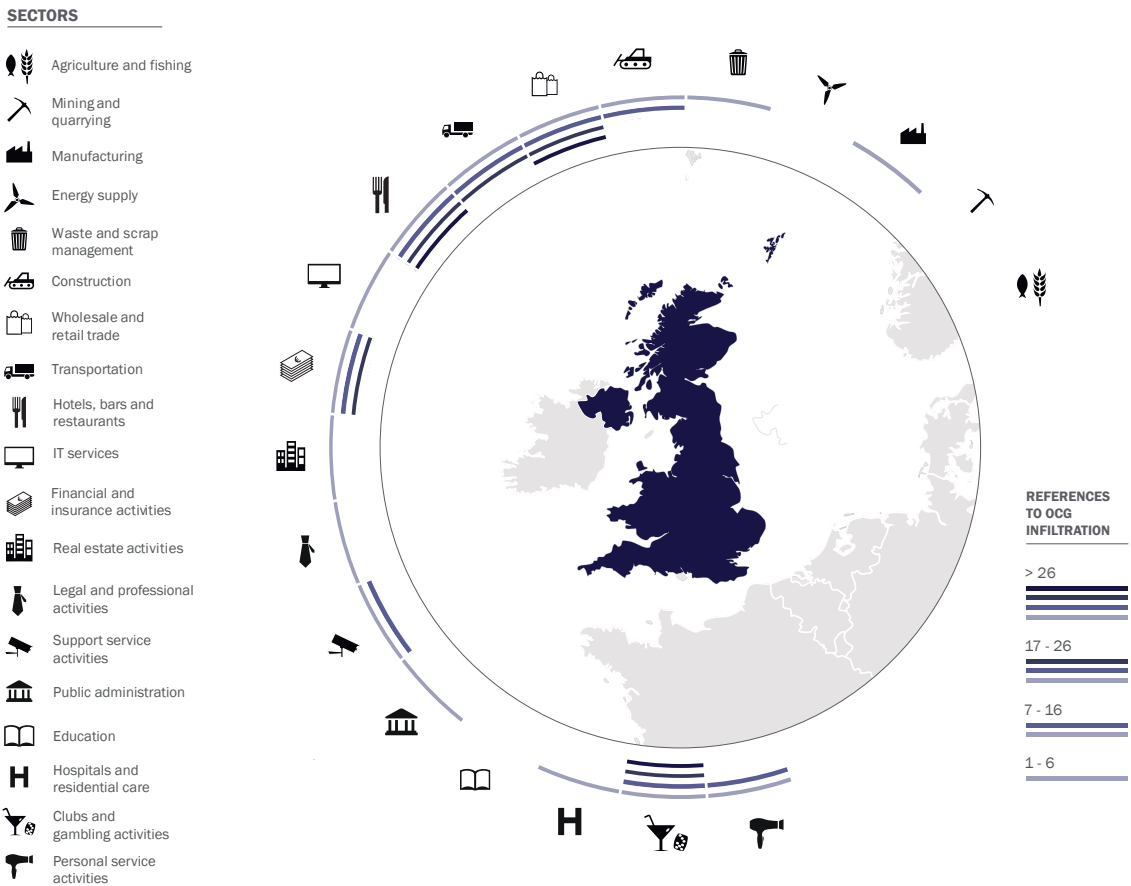 SECTORS
Agriculture and fishing
Mining and
quarrying
Manufacturing
Energy supply
Waste and scrap
management
Construction
Wholesale and
retail trade
Transportation
Hotels, bars and
restaurants
IT services
Financial and
insurance activities
Real estate activities
Legal and professional
activities
Support service
activities
Public administration
Education
H
Hospitals and
residential care
Clubs and
gambling activities
Personal service
activities
H
REFERENCES
TO OCG
INFILTRATION
> 26
17 - 26
7 - 16
1 - 6